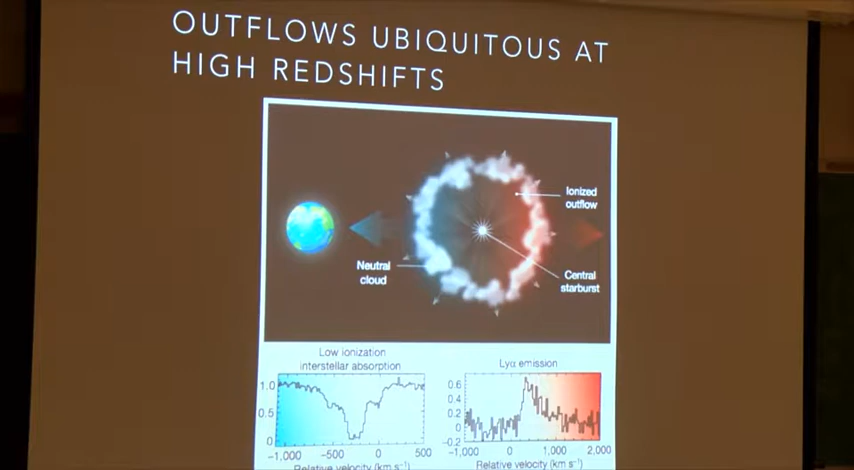 OUTFLOWS UBIQUITOUS AT
HIGH REDSHIFTS
Ionized
outflow
Neutral
cloud
Central
starburst
Low ionization
interstellar absorption
1.0
0.5
0
-1,000
-500
0
500
Relative velocity (km s⁻¹)
Lyα emission
0.6
0.4
0.2
0
-0.2
-1,000
0
1,000
2,000
Relative velocity (km s⁻¹)